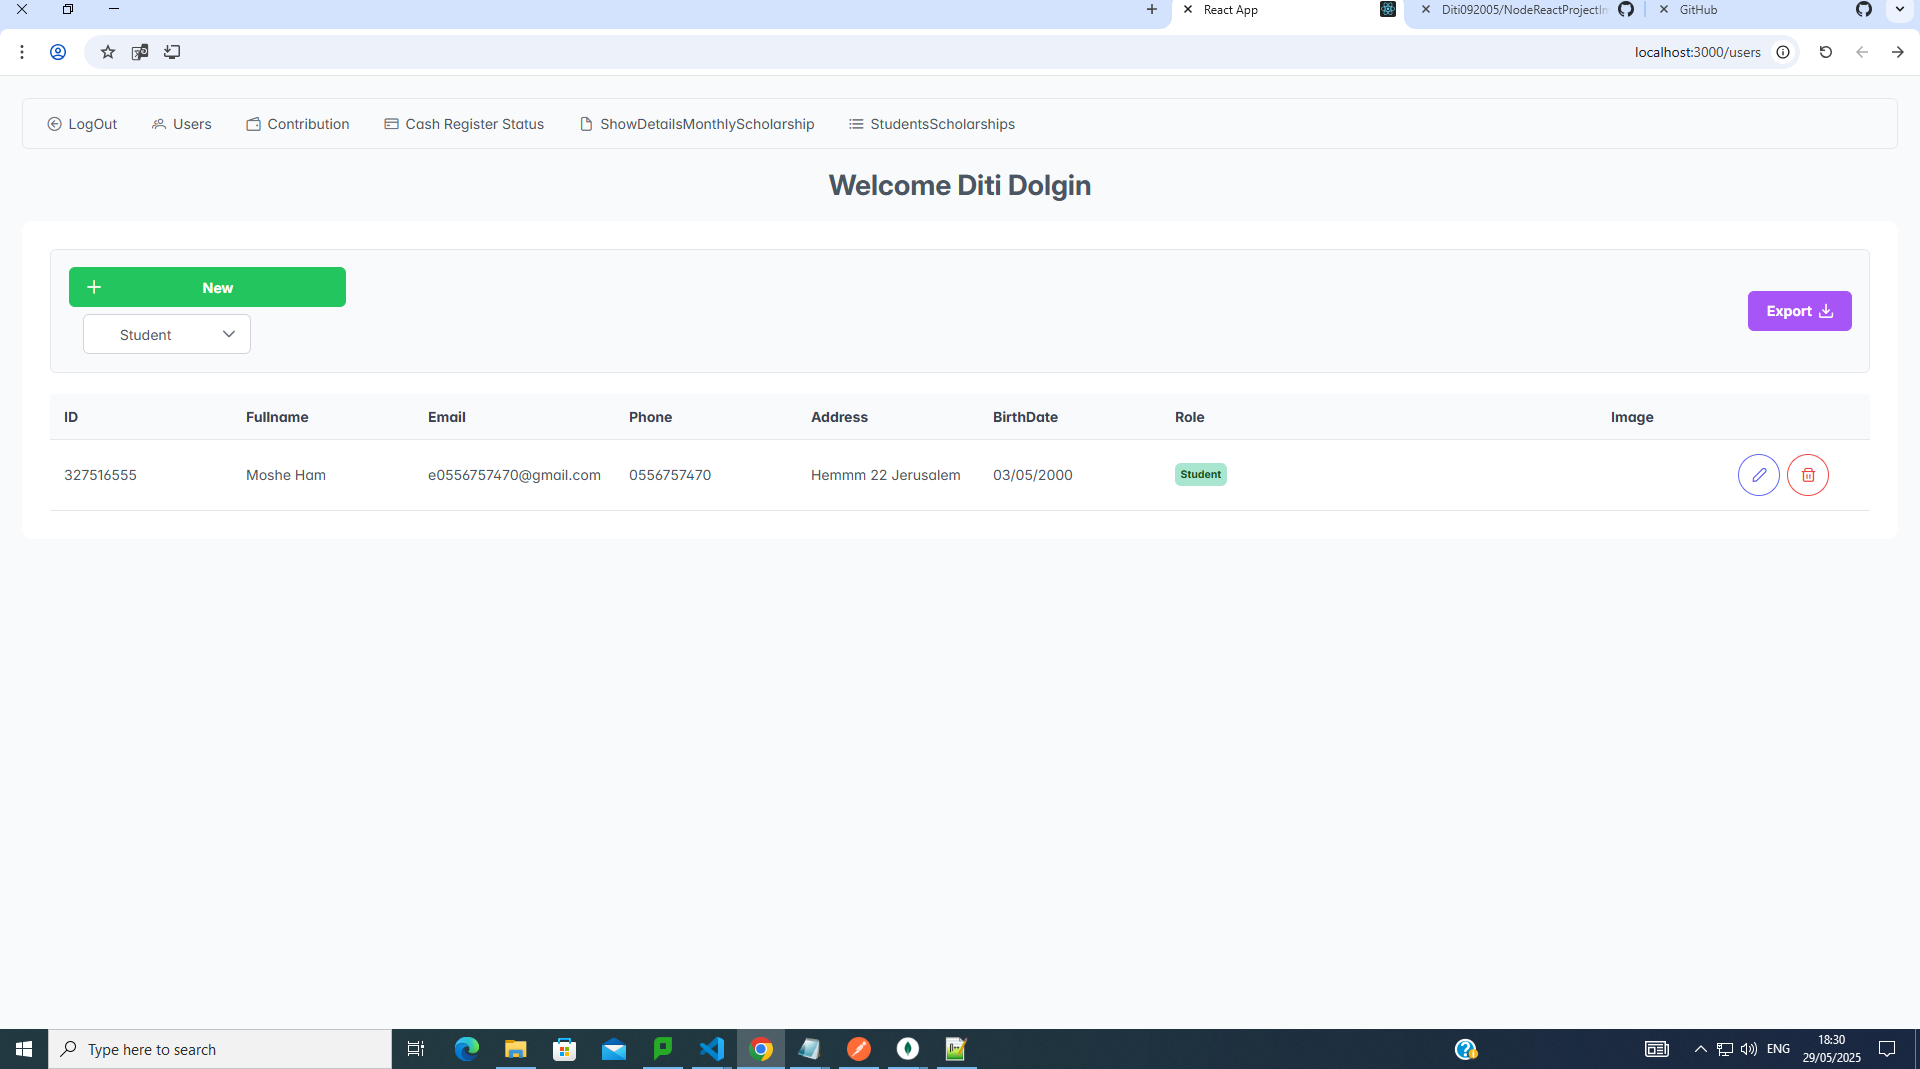 React App
Diti092005/NodeReactProjectIn
GitHub
localhost:3000/users
LogOut Users Contribution Cash Register Status ShowDetailsMonthlyScholarship StudentsScholarships
Welcome Diti Dolgin
New
Student
Export
ID Fullname Email Phone Address BirthDate Role Image
327516555 Moshe Ham e0556757470@gmail.com 0556757470 Hemmm 22 Jerusalem 03/05/2000 Student
Type here to search
ENG
18:30
29/05/2025